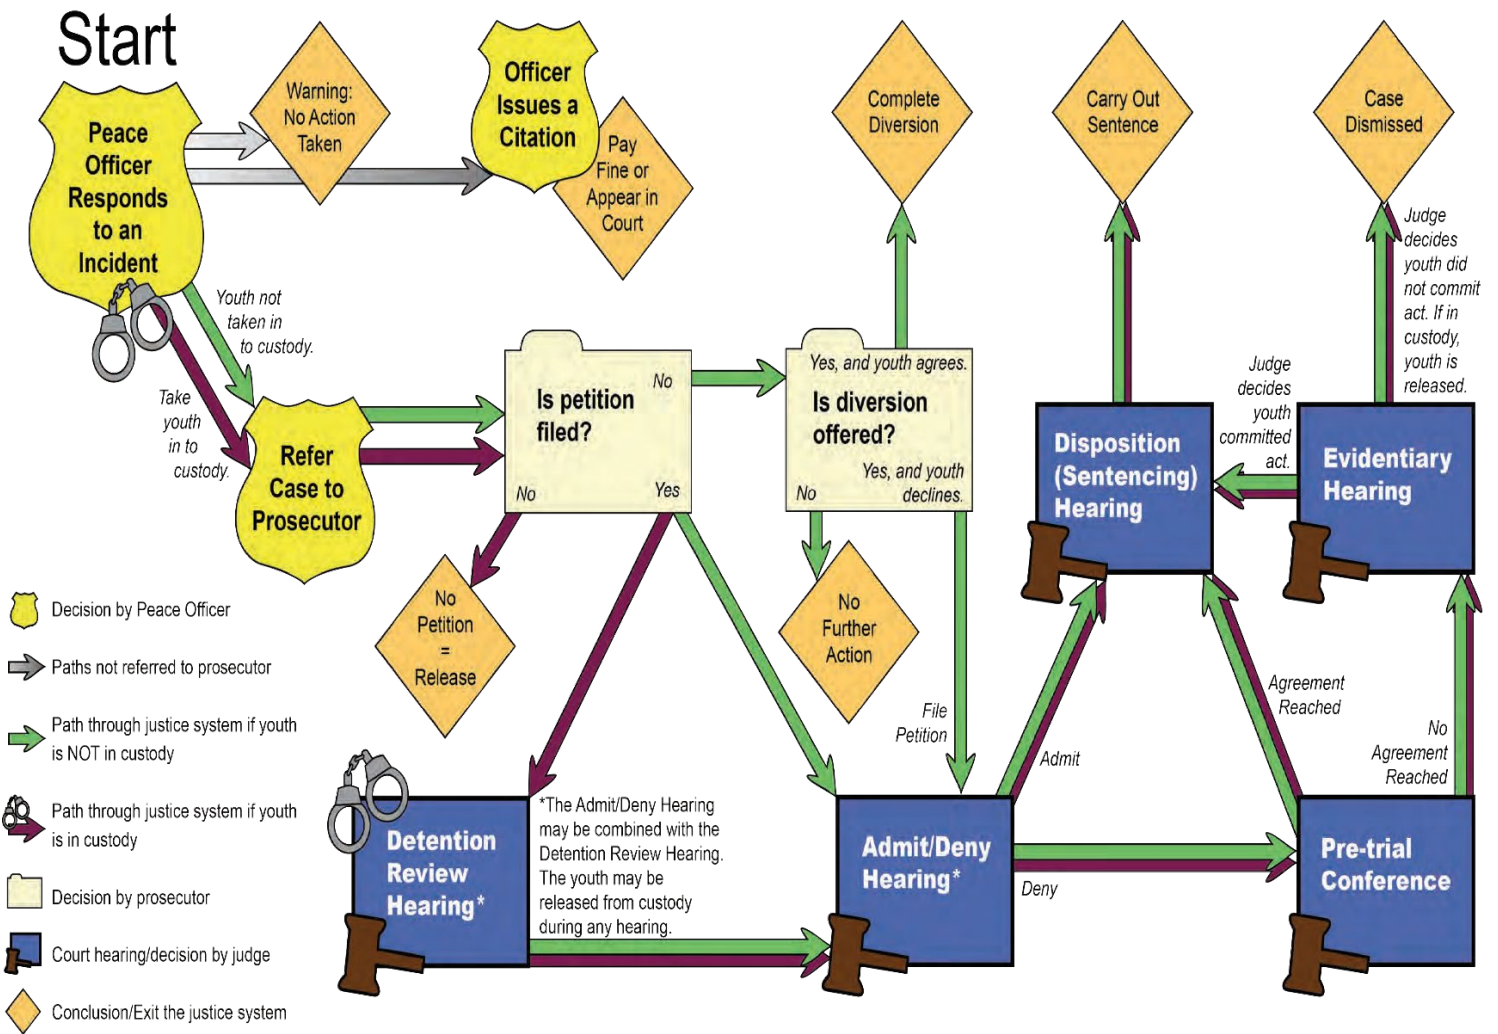 Start
Peace
Officer
Responds
to an
Incident
Warning:
No Action
Taken
Officer
Issues a
Citation
Pay
Fine or
Appear in
Court
Complete
Diversion
Carry Out
Sentence
Case
Dismissed
Judge
decides
youth did
not commit
act. If in
custody,
youth is
released.
Youth not
taken in
to custody.
Take
youth
in to
custody.
Refer
Case to
Prosecutor
No
Is petition
filed?
No
Yes
Yes, and youth agrees.
Is diversion
offered?
Yes, and youth
declines.
No
Disposition
(Sentencing)
Hearing
Judge
decides
youth
committed
act.
Evidentiary
Hearing
No
Petition
=
Release
No
Further
Action
File
Petition
Admit
Agreement
Reached
No
Agreement
Reached
Detention
Review
Hearing*
*The Admit/Deny Hearing
may be combined with the
Detention Review Hearing.
The youth may be
released from custody
during any hearing.
Admit/Deny
Hearing*
Deny
Pre-trial
Conference
Decision by Peace Officer
Paths not referred to prosecutor
Path through justice system if youth
is NOT in custody
Path through justice system if youth
is in custody
Decision by prosecutor
Court hearing/decision by judge
Conclusion/Exit the justice system